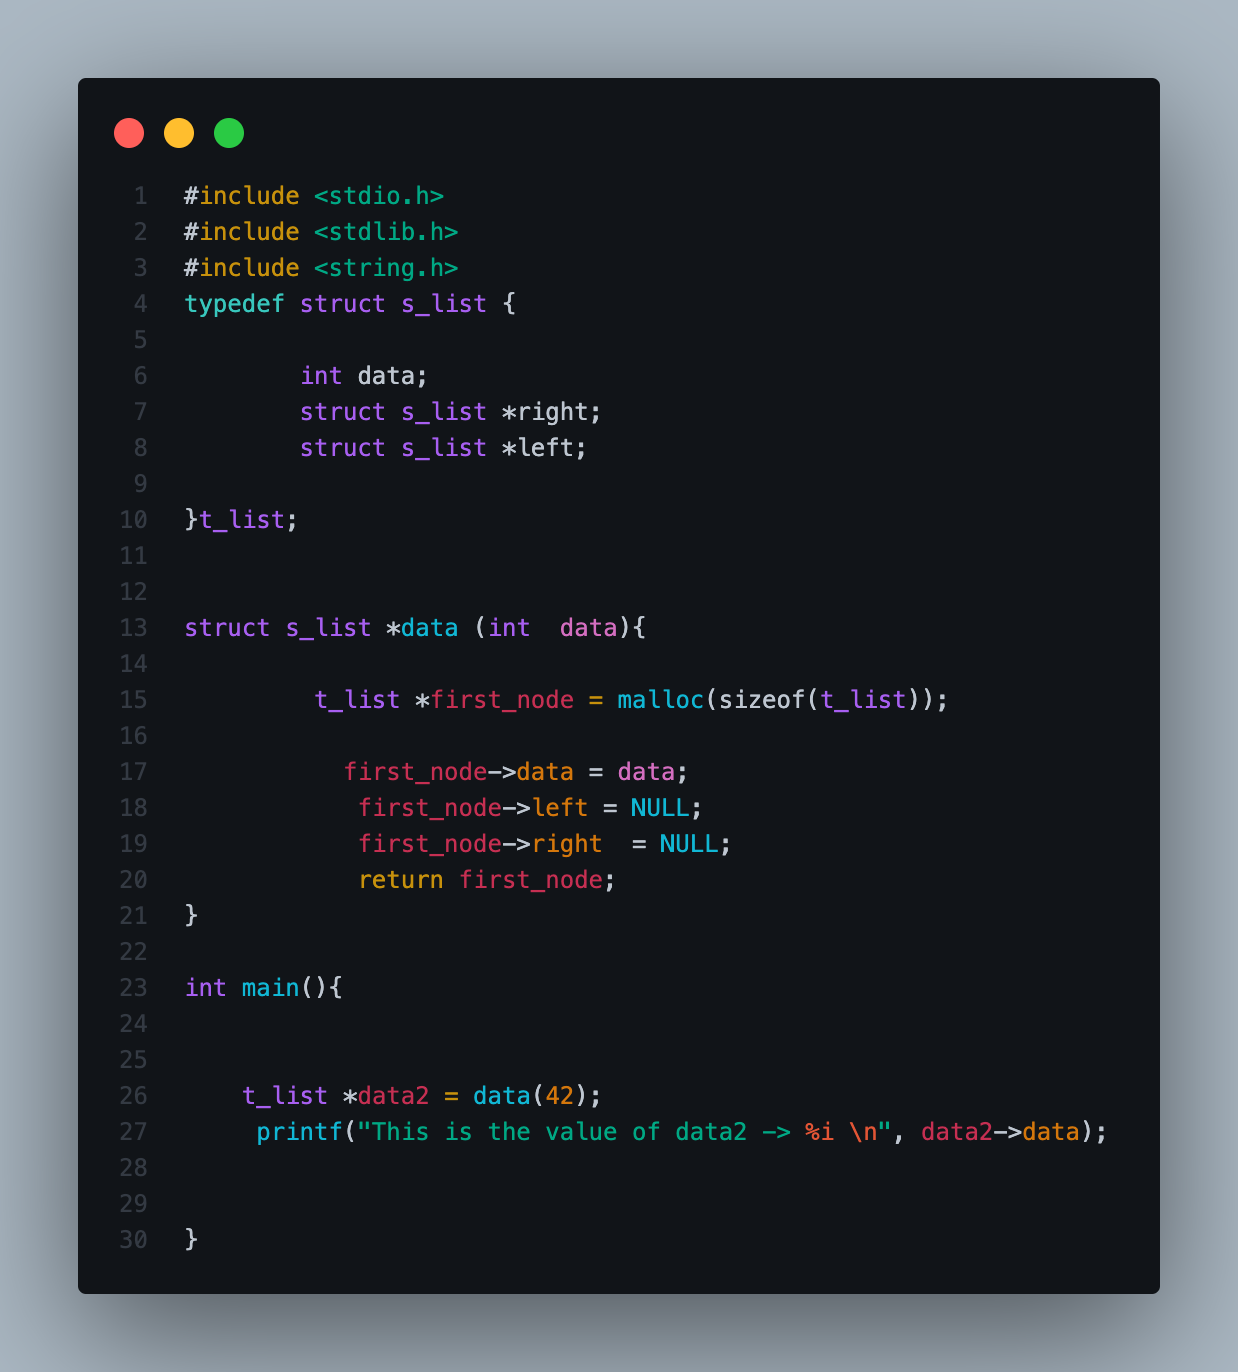 1 #include <stdio.h>
2 #include <stdlib.h>
3 #include <string.h>
4 typedef struct s_list {
5
6         int data;
7         struct s_list *right;
8         struct s_list *left;
9
10 }t_list;
11
12
13 struct s_list *data (int  data){
14
15          t_list *first_node = malloc(sizeof(t_list));
16
17            first_node->data = data;
18             first_node->left = NULL;
19             first_node->right  = NULL;
20             return first_node;
21 }
22
23 int main(){
24
25
26     t_list *data2 = data(42);
27      printf("This is the value of data2 -> %i \n", data2->data);
28
29
30 }